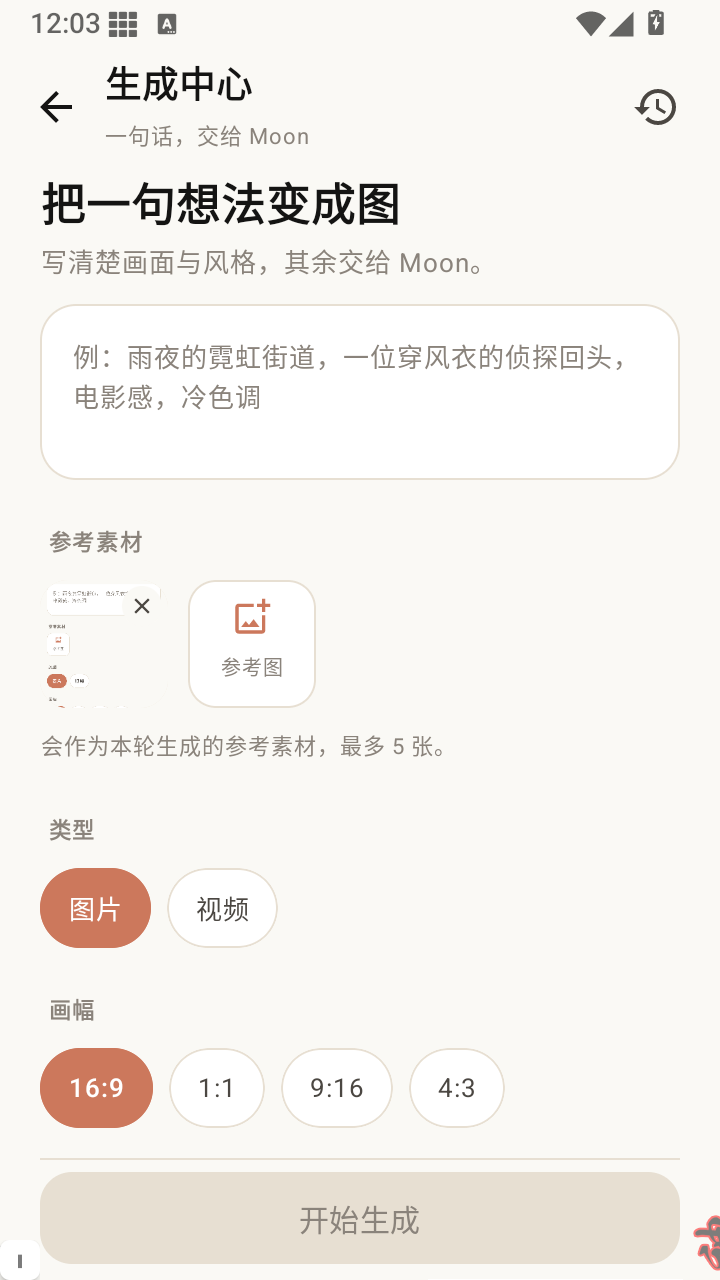 12:03
A
生成中心
一句话，交给 Moon
把一句想法变成图
写清楚画面与风格，其余交给 Moon。
例：雨夜的霓虹街道，一位穿风衣的侦探回头，
电影感，冷色调
参考素材
参考图
会作为本轮生成的参考素材，最多 5 张。
类型
图片
视频
画幅
16:9
1:1
9:16
4:3
开始生成